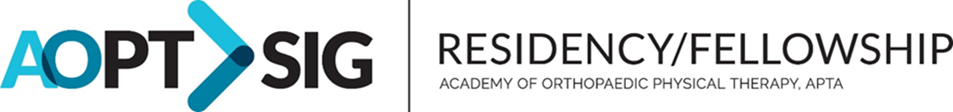 AOPT SIG
RESIDENCY/FELLOWSHIP
ACADEMY OF ORTHOPAEDIC PHYSICAL THERAPY, APTA